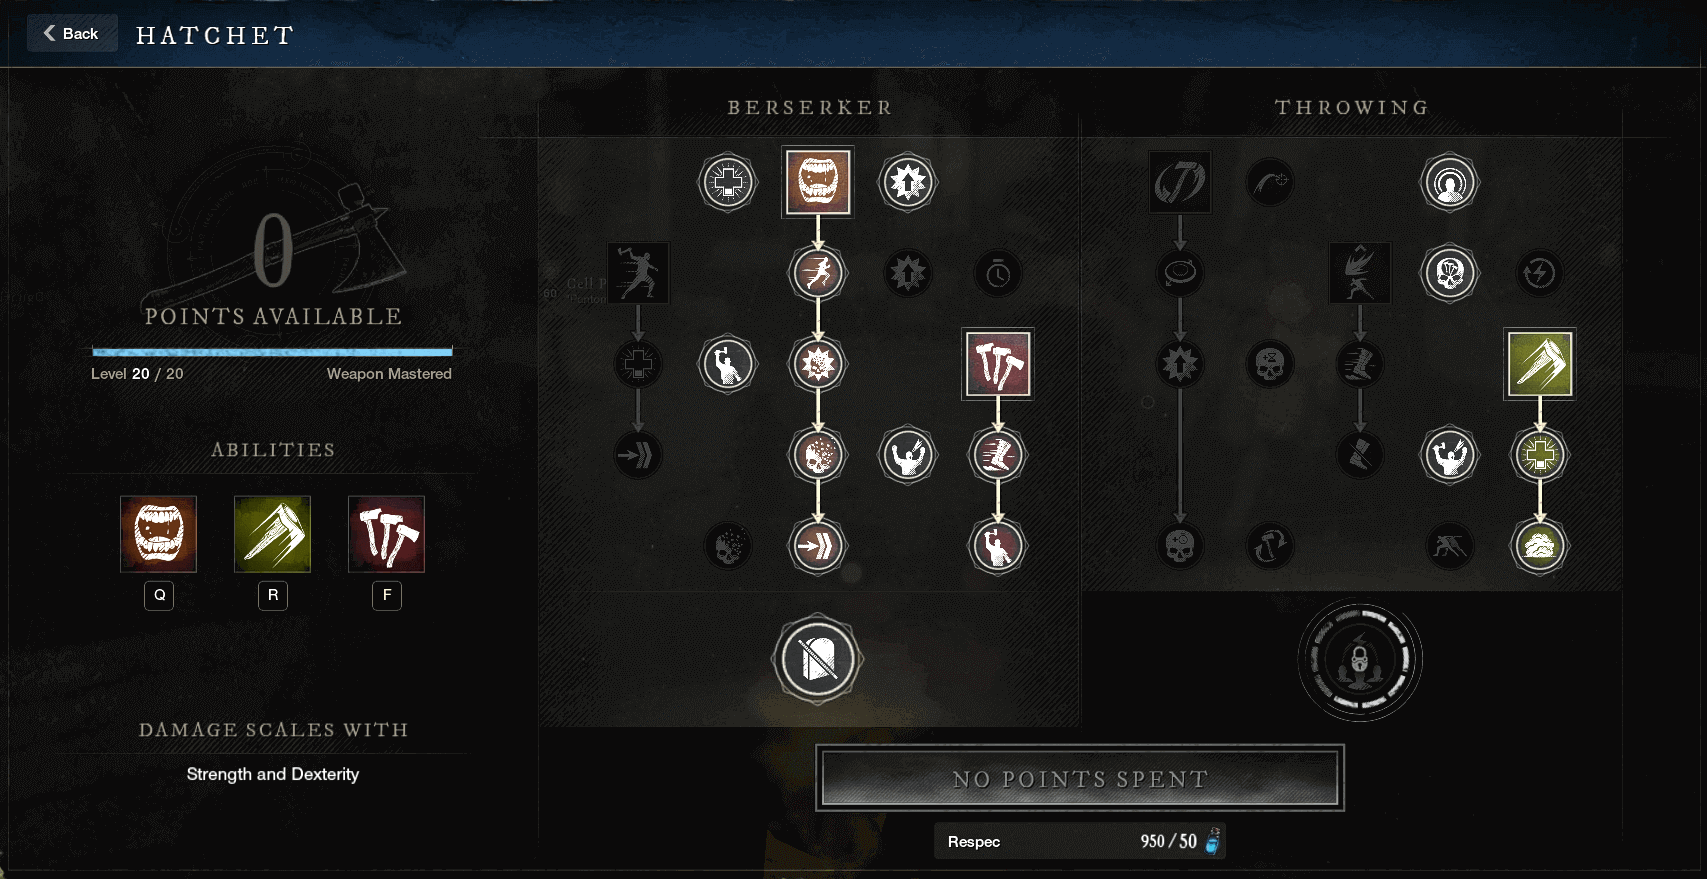 Back
HATCHET
BERSERKER
THROWING
0
POINTS AVAILABLE
Level 20 / 20
Weapon Mastered
ABILITIES
Q
R
F
DAMAGE SCALES WITH
Strength and Dexterity
NO POINTS SPENT
Respec
950 / 50